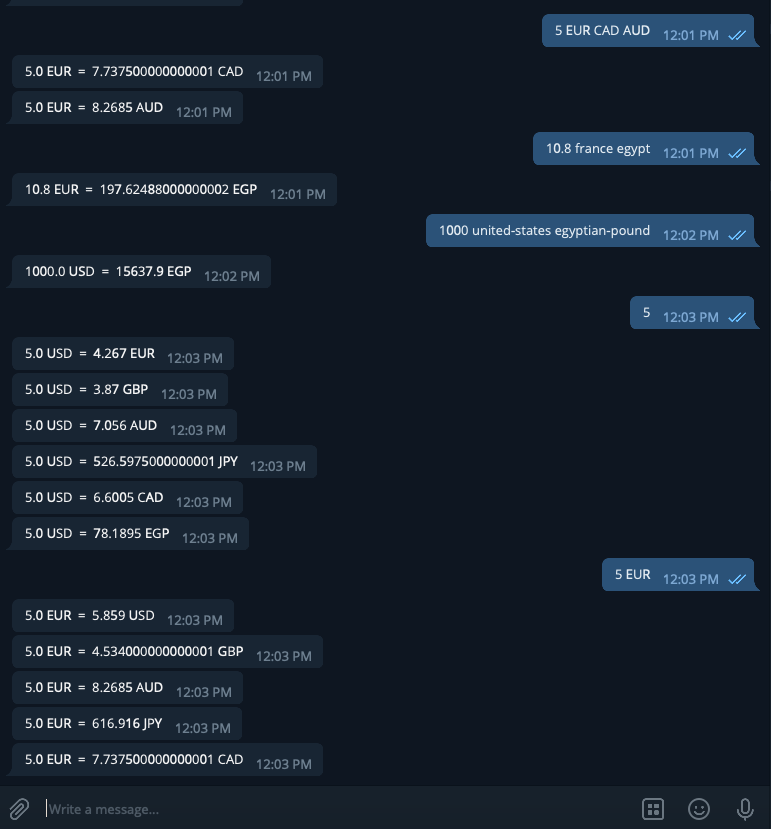 5 EUR CAD AUD 12:01 PM
5.0 EUR = 7.737500000000001 CAD 12:01 PM
5.0 EUR = 8.2685 AUD 12:01 PM
10.8 france egypt 12:01 PM
10.8 EUR = 197.62488000000002 EGP 12:01 PM
1000 united-states egyptian-pound 12:02 PM
1000.0 USD = 15637.9 EGP 12:02 PM
5 12:03 PM
5.0 USD = 4.267 EUR 12:03 PM
5.0 USD = 3.87 GBP 12:03 PM
5.0 USD = 7.056 AUD 12:03 PM
5.0 USD = 526.5975000000001 JPY 12:03 PM
5.0 USD = 6.6005 CAD 12:03 PM
5.0 USD = 78.1895 EGP 12:03 PM
5 EUR 12:03 PM
5.0 EUR = 5.859 USD 12:03 PM
5.0 EUR = 4.534000000000001 GBP 12:03 PM
5.0 EUR = 8.2685 AUD 12:03 PM
5.0 EUR = 616.916 JPY 12:03 PM
5.0 EUR = 7.737500000000001 CAD 12:03 PM
Write a message...